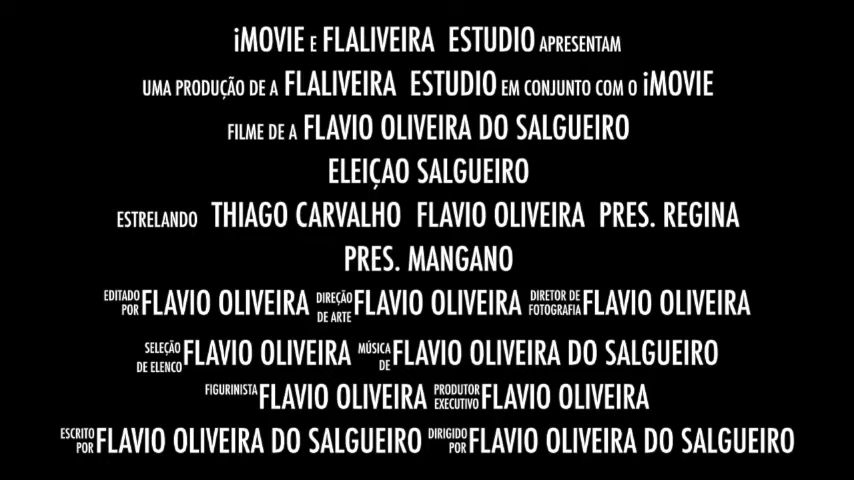 iMOVIE E FLALIVEIRA ESTUDIO APRESENTAM
UMA PRODUÇÃO DE A FLALIVEIRA ESTUDIO EM CONJUNTO COM O iMOVIE
FILME DE A FLAVIO OLIVEIRA DO SALGUEIRO
ELEIÇAO SALGUEIRO
ESTRELANDO THIAGO CARVALHO FLAVIO OLIVEIRA PRES. REGINA
PRES. MANGANO
EDITADO POR FLAVIO OLIVEIRA DIREÇÃO DE ARTE FLAVIO OLIVEIRA DIRETOR DE FOTOGRAFIA FLAVIO OLIVEIRA
SELEÇÃO DE ELENCO FLAVIO OLIVEIRA MÚSICA DE FLAVIO OLIVEIRA DO SALGUEIRO
FIGURINISTA FLAVIO OLIVEIRA PRODUTOR EXECUTIVO FLAVIO OLIVEIRA
ESCRITO POR FLAVIO OLIVEIRA DO SALGUEIRO DIRIGIDO POR FLAVIO OLIVEIRA DO SALGUEIRO